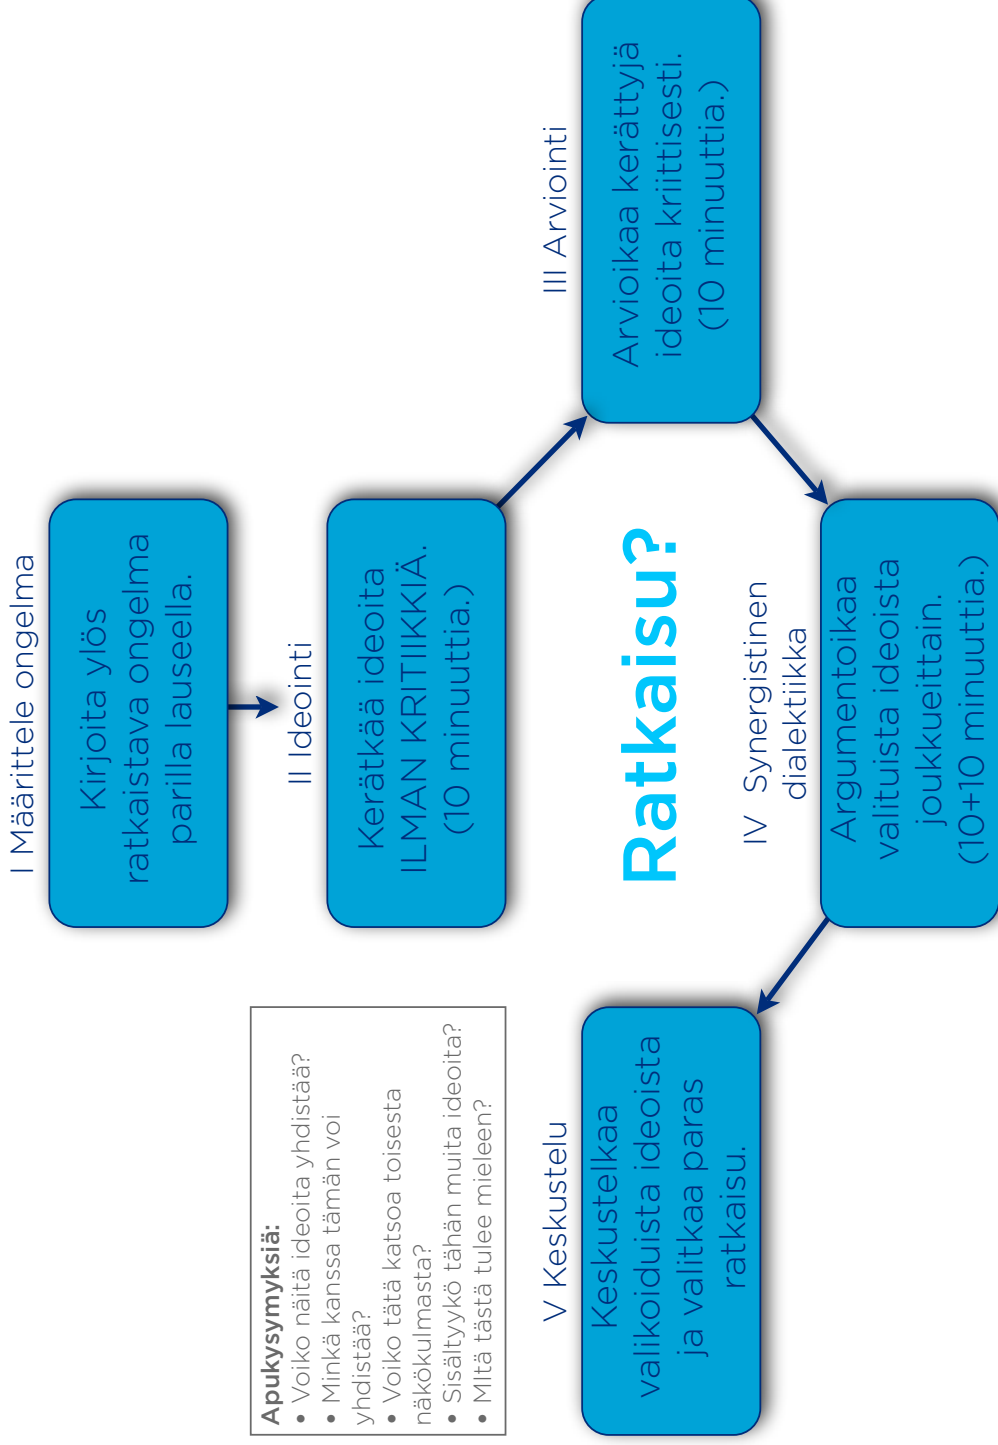 I Määrittele ongelma
Kirjoita ylös
ratkaistava ongelma
parilla lauseella.
Apukysymyksiä:
• Voiko näitä ideoita yhdistää?
• Minkä kanssa tämän voi
yhdistää?
• Voiko tätä katsoa toisesta
näkökulmasta?
• Sisältyykö tähän muita ideoita?
• MItä tästä tulee mieleen?
II Ideointi
Kerätkää ideoita
ILMAN KRITIIKKIÄ.
(10 minuuttia.)
III Arviointi
Arvioikaa kerättyjä
ideoita kriittisesti.
(10 minuuttia.)
Ratkaisu?
IV Synergistinen
dialektiikka
Argumentoikaa
valituista ideoista
joukkueittain.
(10+10 minuuttia.)
V Keskustelu
Keskustelkaa
valikoiduista ideoista
ja valitkaa paras
ratkaisu.